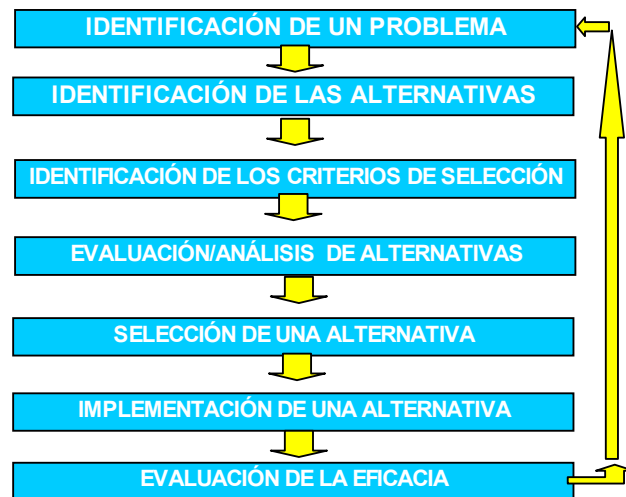 IDENTIFICACIÓN DE UN PROBLEMA
IDENTIFICACIÓN DE LAS ALTERNATIVAS
IDENTIFICACIÓN DE LOS CRITERIOS DE SELECCIÓN
EVALUACIÓN/ANÁLISIS DE ALTERNATIVAS
SELECCIÓN DE UNA ALTERNATIVA
IMPLEMENTACIÓN DE UNA ALTERNATIVA
EVALUACIÓN DE LA EFICACIA